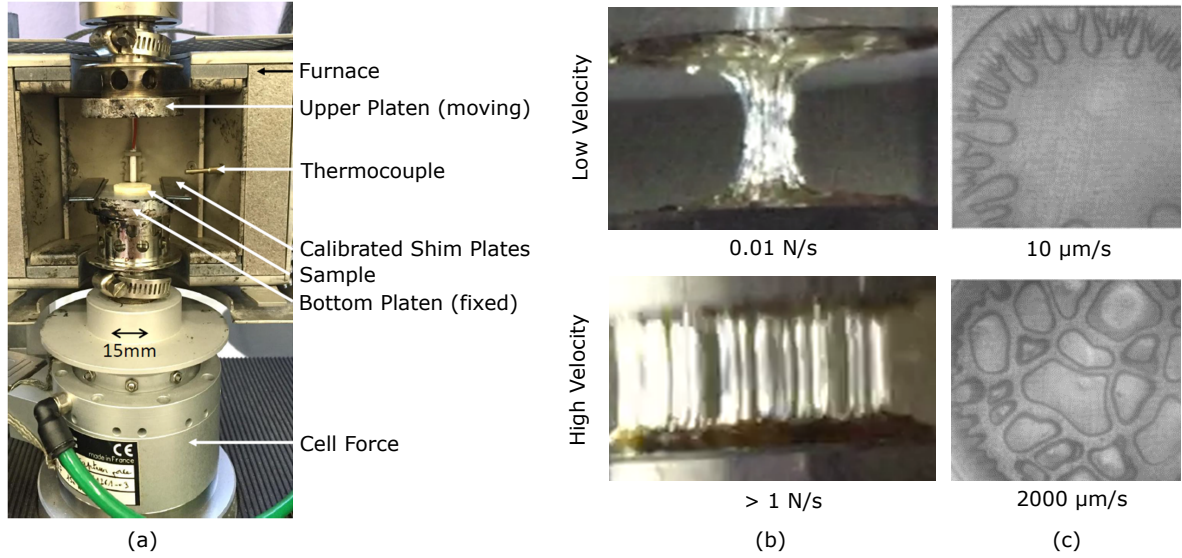 Furnace
Upper Platen (moving)
Thermocouple
Calibrated Shim Plates
Sample
Bottom Platen (fixed)
15mm
CE
made in France
Cell Force
(a)
Low Velocity
0.01 N/s
10 µm/s
High Velocity
> 1 N/s
2000 µm/s
(b)
(c)